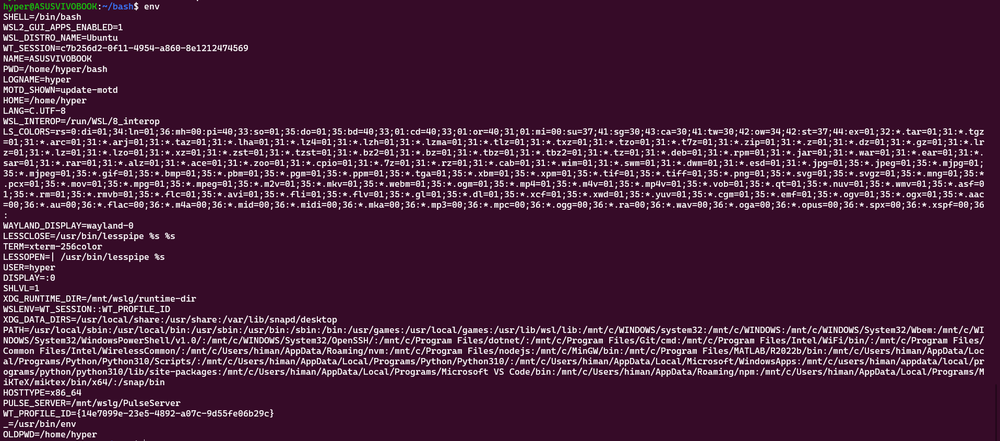 hyper@ASUSVIVOBOOK:~/bash$ env
SHELL=/bin/bash
WSL2_GUI_APPS_ENABLED=1
WSL_DISTRO_NAME=Ubuntu
WT_SESSION=c7b256d2-0f11-4954-a860-8e1212474569
NAME=ASUSVIVOBOOK
PWD=/home/hyper/bash
LOGNAME=hyper
MOTD_SHOWN=update-motd
HOME=/home/hyper
LANG=C.UTF-8
WSL_INTEROP=/run/WSL/8_interop
LS_COLORS=rs=0:di=01;34:ln=01;36:mh=00:pi=40;33:so=01;35:do=01;35:bd=40;33;01:cd=40;33;01:or=40;31;01:mi=00:su=37;41:sg=30;43:ca=30;41:tw=30;42:ow=34;42:st=37;44:ex=01;32:*.tar=01;31:*.tgz
=01;31:*.arc=01;31:*.arj=01;31:*.taz=01;31:*.lha=01;31:*.lz4=01;31:*.lzh=01;31:*.lzma=01;31:*.tlz=01;31:*.txz=01;31:*.tzo=01;31:*.t7z=01;31:*.zip=01;31:*.z=01;31:*.dz=01;31:*.gz=01;31:*.lr
z=01;31:*.lz=01;31:*.lzo=01;31:*.xz=01;31:*.zst=01;31:*.tzst=01;31:*.bz2=01;31:*.bz=01;31:*.tbz=01;31:*.tbz2=01;31:*.tz=01;31:*.deb=01;31:*.rpm=01;31:*.jar=01;31:*.war=01;31:*.ear=01;31:*.
sar=01;31:*.rar=01;31:*.alz=01;31:*.ace=01;31:*.zoo=01;31:*.cpio=01;31:*.7z=01;31:*.rz=01;31:*.cab=01;31:*.wim=01;31:*.swm=01;31:*.dwm=01;31:*.esd=01;31:*.jpg=01;35:*.jpeg=01;35:*.mjpg=01;
35:*.mjpeg=01;35:*.gif=01;35:*.bmp=01;35:*.pbm=01;35:*.pgm=01;35:*.ppm=01;35:*.tga=01;35:*.xbm=01;35:*.xpm=01;35:*.tif=01;35:*.tiff=01;35:*.png=01;35:*.svg=01;35:*.svgz=01;35:*.mng=01;35:*
.pcx=01;35:*.mov=01;35:*.mpg=01;35:*.mpeg=01;35:*.m2v=01;35:*.mkv=01;35:*.webm=01;35:*.ogm=01;35:*.mp4=01;35:*.m4v=01;35:*.mp4v=01;35:*.vob=01;35:*.qt=01;35:*.nuv=01;35:*.wmv=01;35:*.asf=0
1;35:*.rm=01;35:*.rmvb=01;35:*.flc=01;35:*.avi=01;35:*.fli=01;35:*.flv=01;35:*.gl=01;35:*.dl=01;35:*.xcf=01;35:*.xwd=01;35:*.yuv=01;35:*.cgm=01;35:*.emf=01;35:*.ogv=01;35:*.ogx=01;35:*.aac
=00;36:*.au=00;36:*.flac=00;36:*.m4a=00;36:*.mid=00;36:*.midi=00;36:*.mka=00;36:*.mp3=00;36:*.mpc=00;36:*.ogg=00;36:*.ra=00;36:*.wav=00;36:*.oga=00;36:*.opus=00;36:*.spx=00;36:*.xspf=00;36
:
WAYLAND_DISPLAY=wayland-0
LESSCLOSE=/usr/bin/lesspipe %s %s
TERM=xterm-256color
LESSOPEN=| /usr/bin/lesspipe %s
USER=hyper
DISPLAY=:0
SHLVL=1
XDG_RUNTIME_DIR=/mnt/wslg/runtime-dir
WSLENV=WT_SESSION::WT_PROFILE_ID
XDG_DATA_DIRS=/usr/local/share:/usr/share:/var/lib/snapd/desktop
PATH=/usr/local/sbin:/usr/local/bin:/usr/sbin:/usr/bin:/sbin:/bin:/usr/games:/usr/local/games:/usr/lib/wsl/lib:/mnt/c/WINDOWS/system32:/mnt/c/WINDOWS:/mnt/c/WINDOWS/System32/Wbem:/mnt/c/WI
NDOWS/System32/WindowsPowerShell/v1.0/:/mnt/c/WINDOWS/System32/OpenSSH/:/mnt/c/Program Files/dotnet/:/mnt/c/Program Files/Git/cmd:/mnt/c/Program Files/Intel/WiFi/bin/:/mnt/c/Program Files/
Common Files/Intel/WirelessCommon/:/mnt/c/Users/himan/AppData/Roaming/nvm:/mnt/c/Program Files/nodejs:/mnt/c/MinGW/bin:/mnt/c/Program Files/MATLAB/R2022b/bin:/mnt/c/Users/himan/AppData/Loc
al/Programs/Python/Python310/Scripts/:/mnt/c/Users/himan/AppData/Local/Programs/Python/Python310/:/mnt/c/Users/himan/AppData/Local/Microsoft/WindowsApps:/mnt/c/users/himan/appdata/local/pr
ograms/python/python310/lib/site-packages:/mnt/c/Users/himan/AppData/Local/Programs/Microsoft VS Code/bin:/mnt/c/Users/himan/AppData/Roaming/npm:/mnt/c/Users/himan/AppData/Local/Programs/M
iKTeX/miktex/bin/x64/:/snap/bin
HOSTTYPE=x86_64
PULSE_SERVER=/mnt/wslg/PulseServer
WT_PROFILE_ID={14e7099e-23e5-4892-a07c-9d55fe06b29c}
_=/usr/bin/env
OLDPWD=/home/hyper